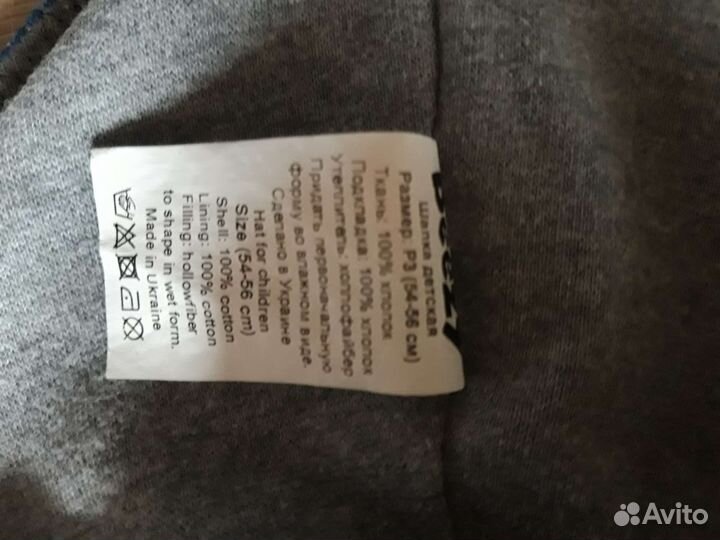 Шапка детская
Размер: Р3 (54-56 см)
Ткань: 100% хлопок
Подкладка: 100% хлопок
Утеплитель: холлофайбер
Придать первоначальную
форму во влажном виде.
Сделано в Украине
Hat for children
Size (54-56 cm)
Shell: 100% cotton
Lining: 100% cotton
Filling: hollowfiber
to shape in wet form.
Made in Ukraine
Avito